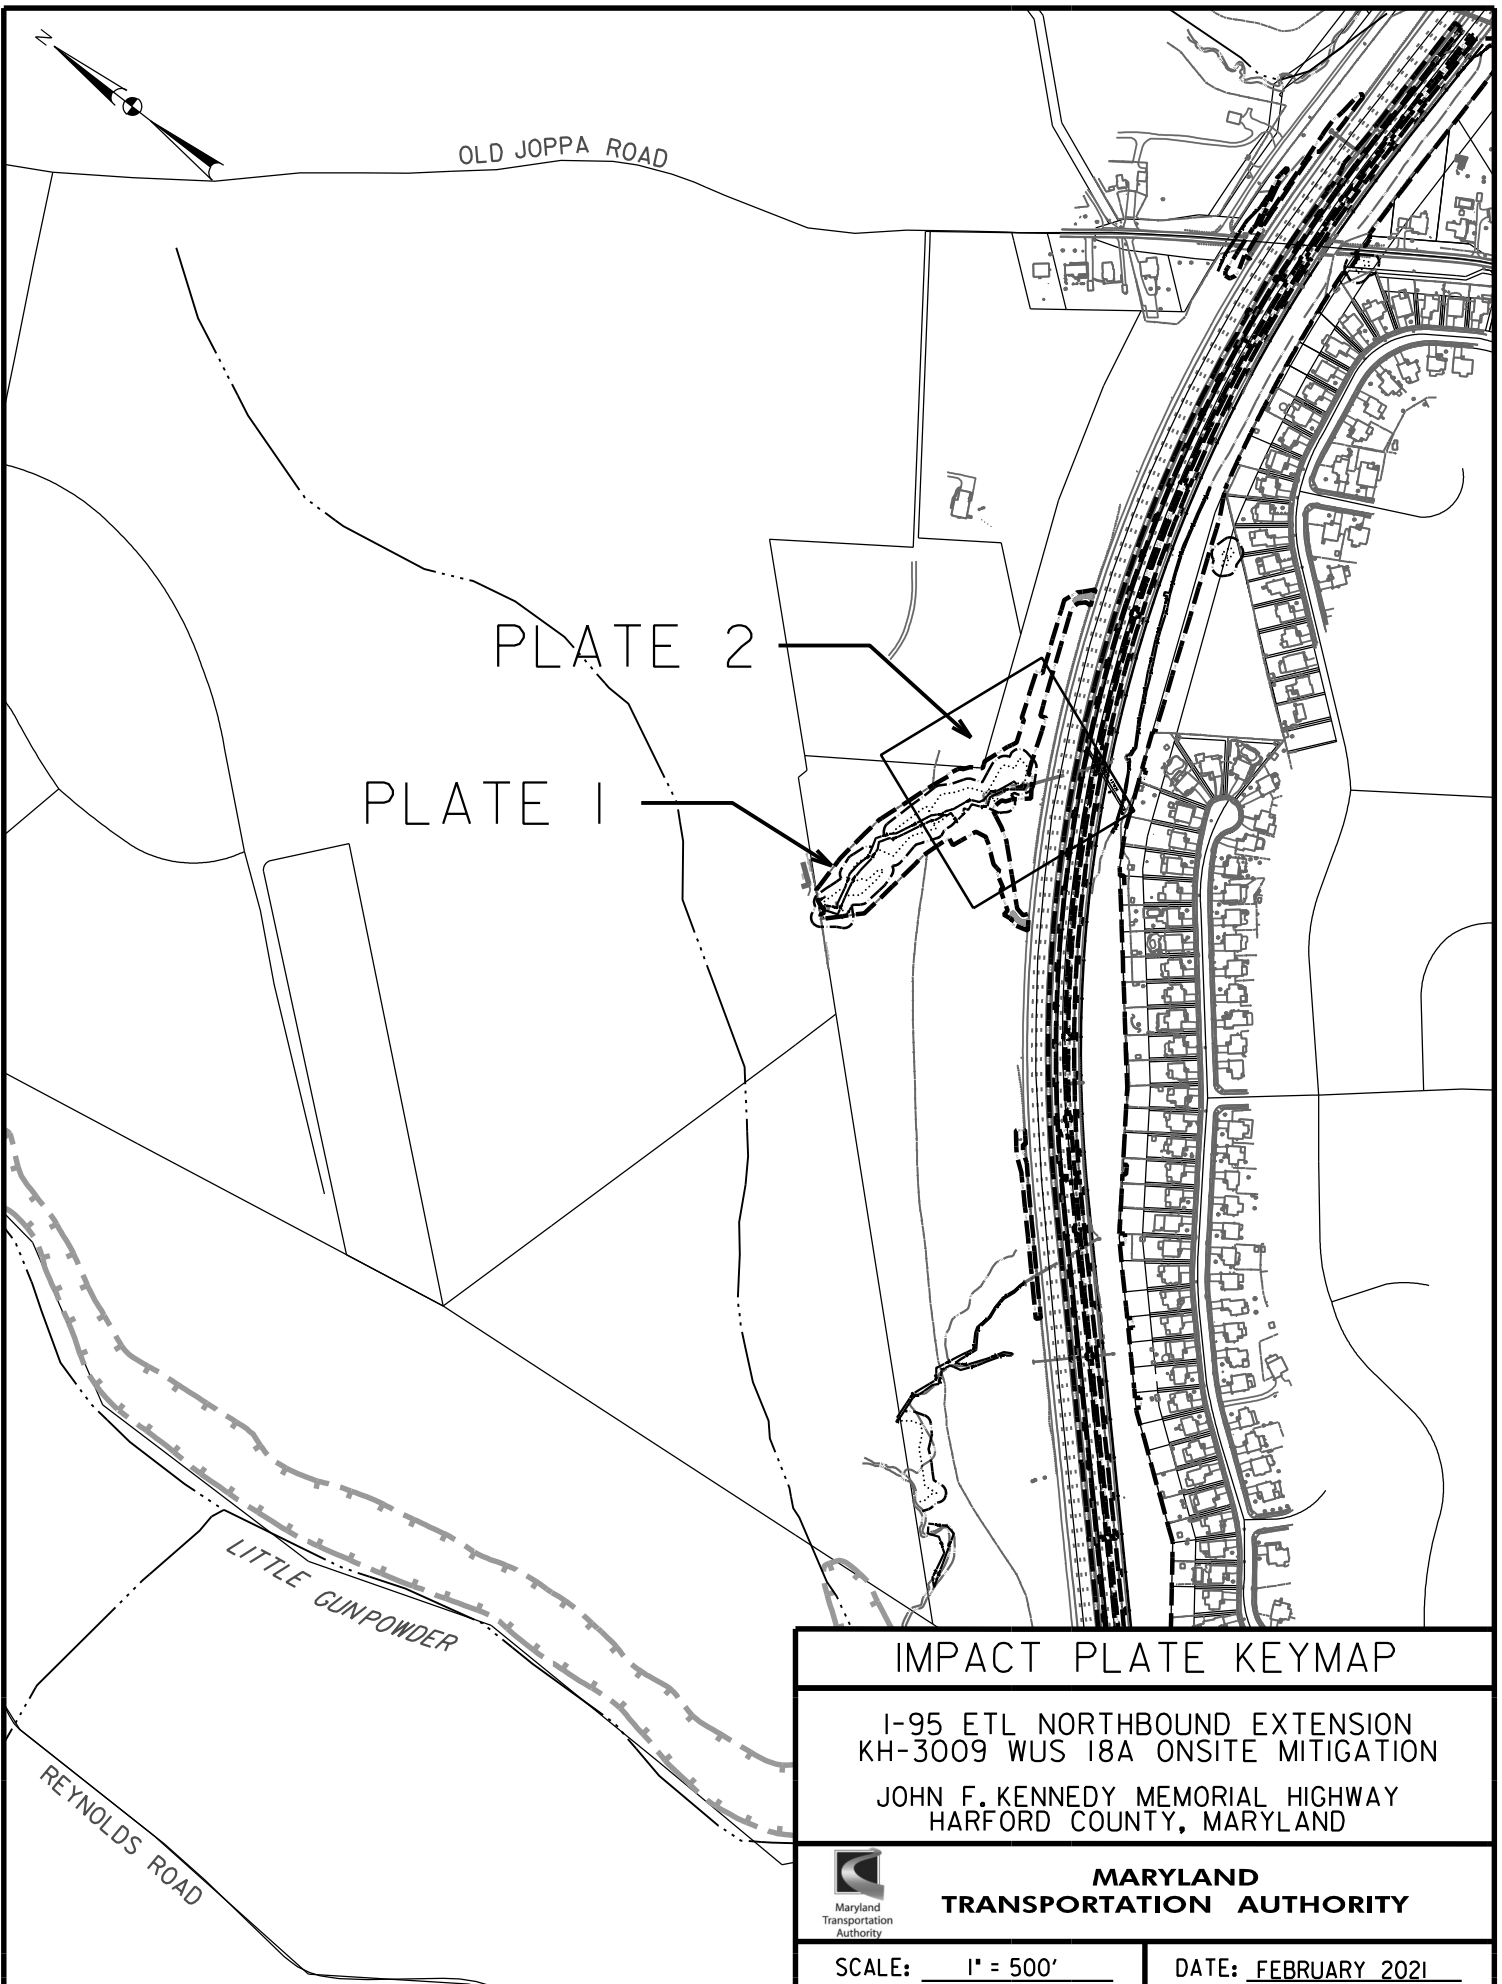 N
OLD JOPPA ROAD
PLATE 2
PLATE 1
LITTLE GUNPOWDER
REYNOLDS ROAD
IMPACT PLATE KEYMAP
I-95 ETL NORTHBOUND EXTENSION
KH-3009 WUS 18A ONSITE MITIGATION
JOHN F. KENNEDY MEMORIAL HIGHWAY
HARFORD COUNTY, MARYLAND
Maryland
Transportation
Authority
MARYLAND
TRANSPORTATION AUTHORITY
SCALE: 1" = 500'
DATE: FEBRUARY 2021